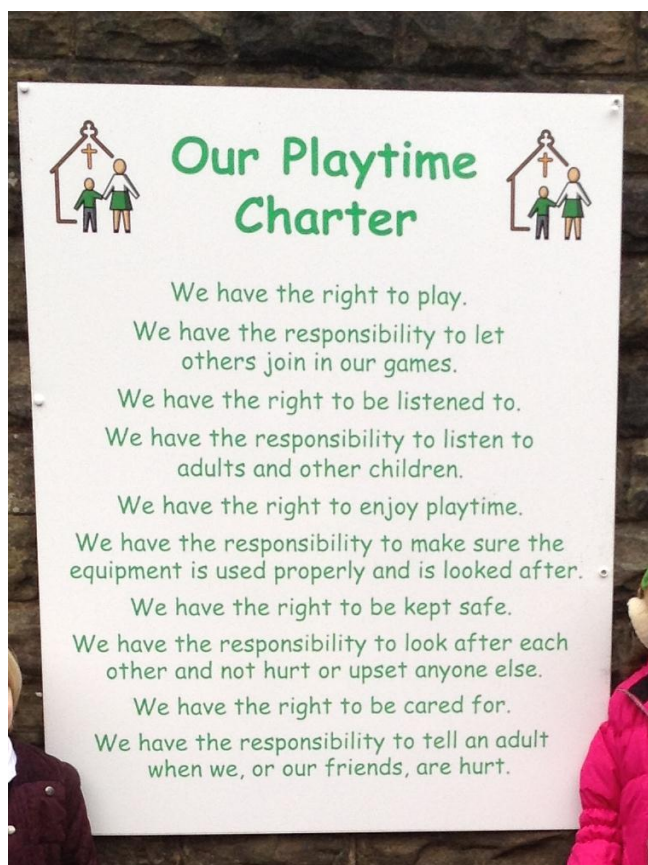 Our Playtime
Charter
We have the right to play.
We have the responsibility to let
others join in our games.
We have the right to be listened to.
We have the responsibility to listen to
adults and other children.
We have the right to enjoy playtime.
We have the responsibility to make sure the
equipment is used properly and is looked after.
We have the right to be kept safe.
We have the responsibility to look after each
other and not hurt or upset anyone else.
We have the right to be cared for.
We have the responsibility to tell an adult
when we, or our friends, are hurt.